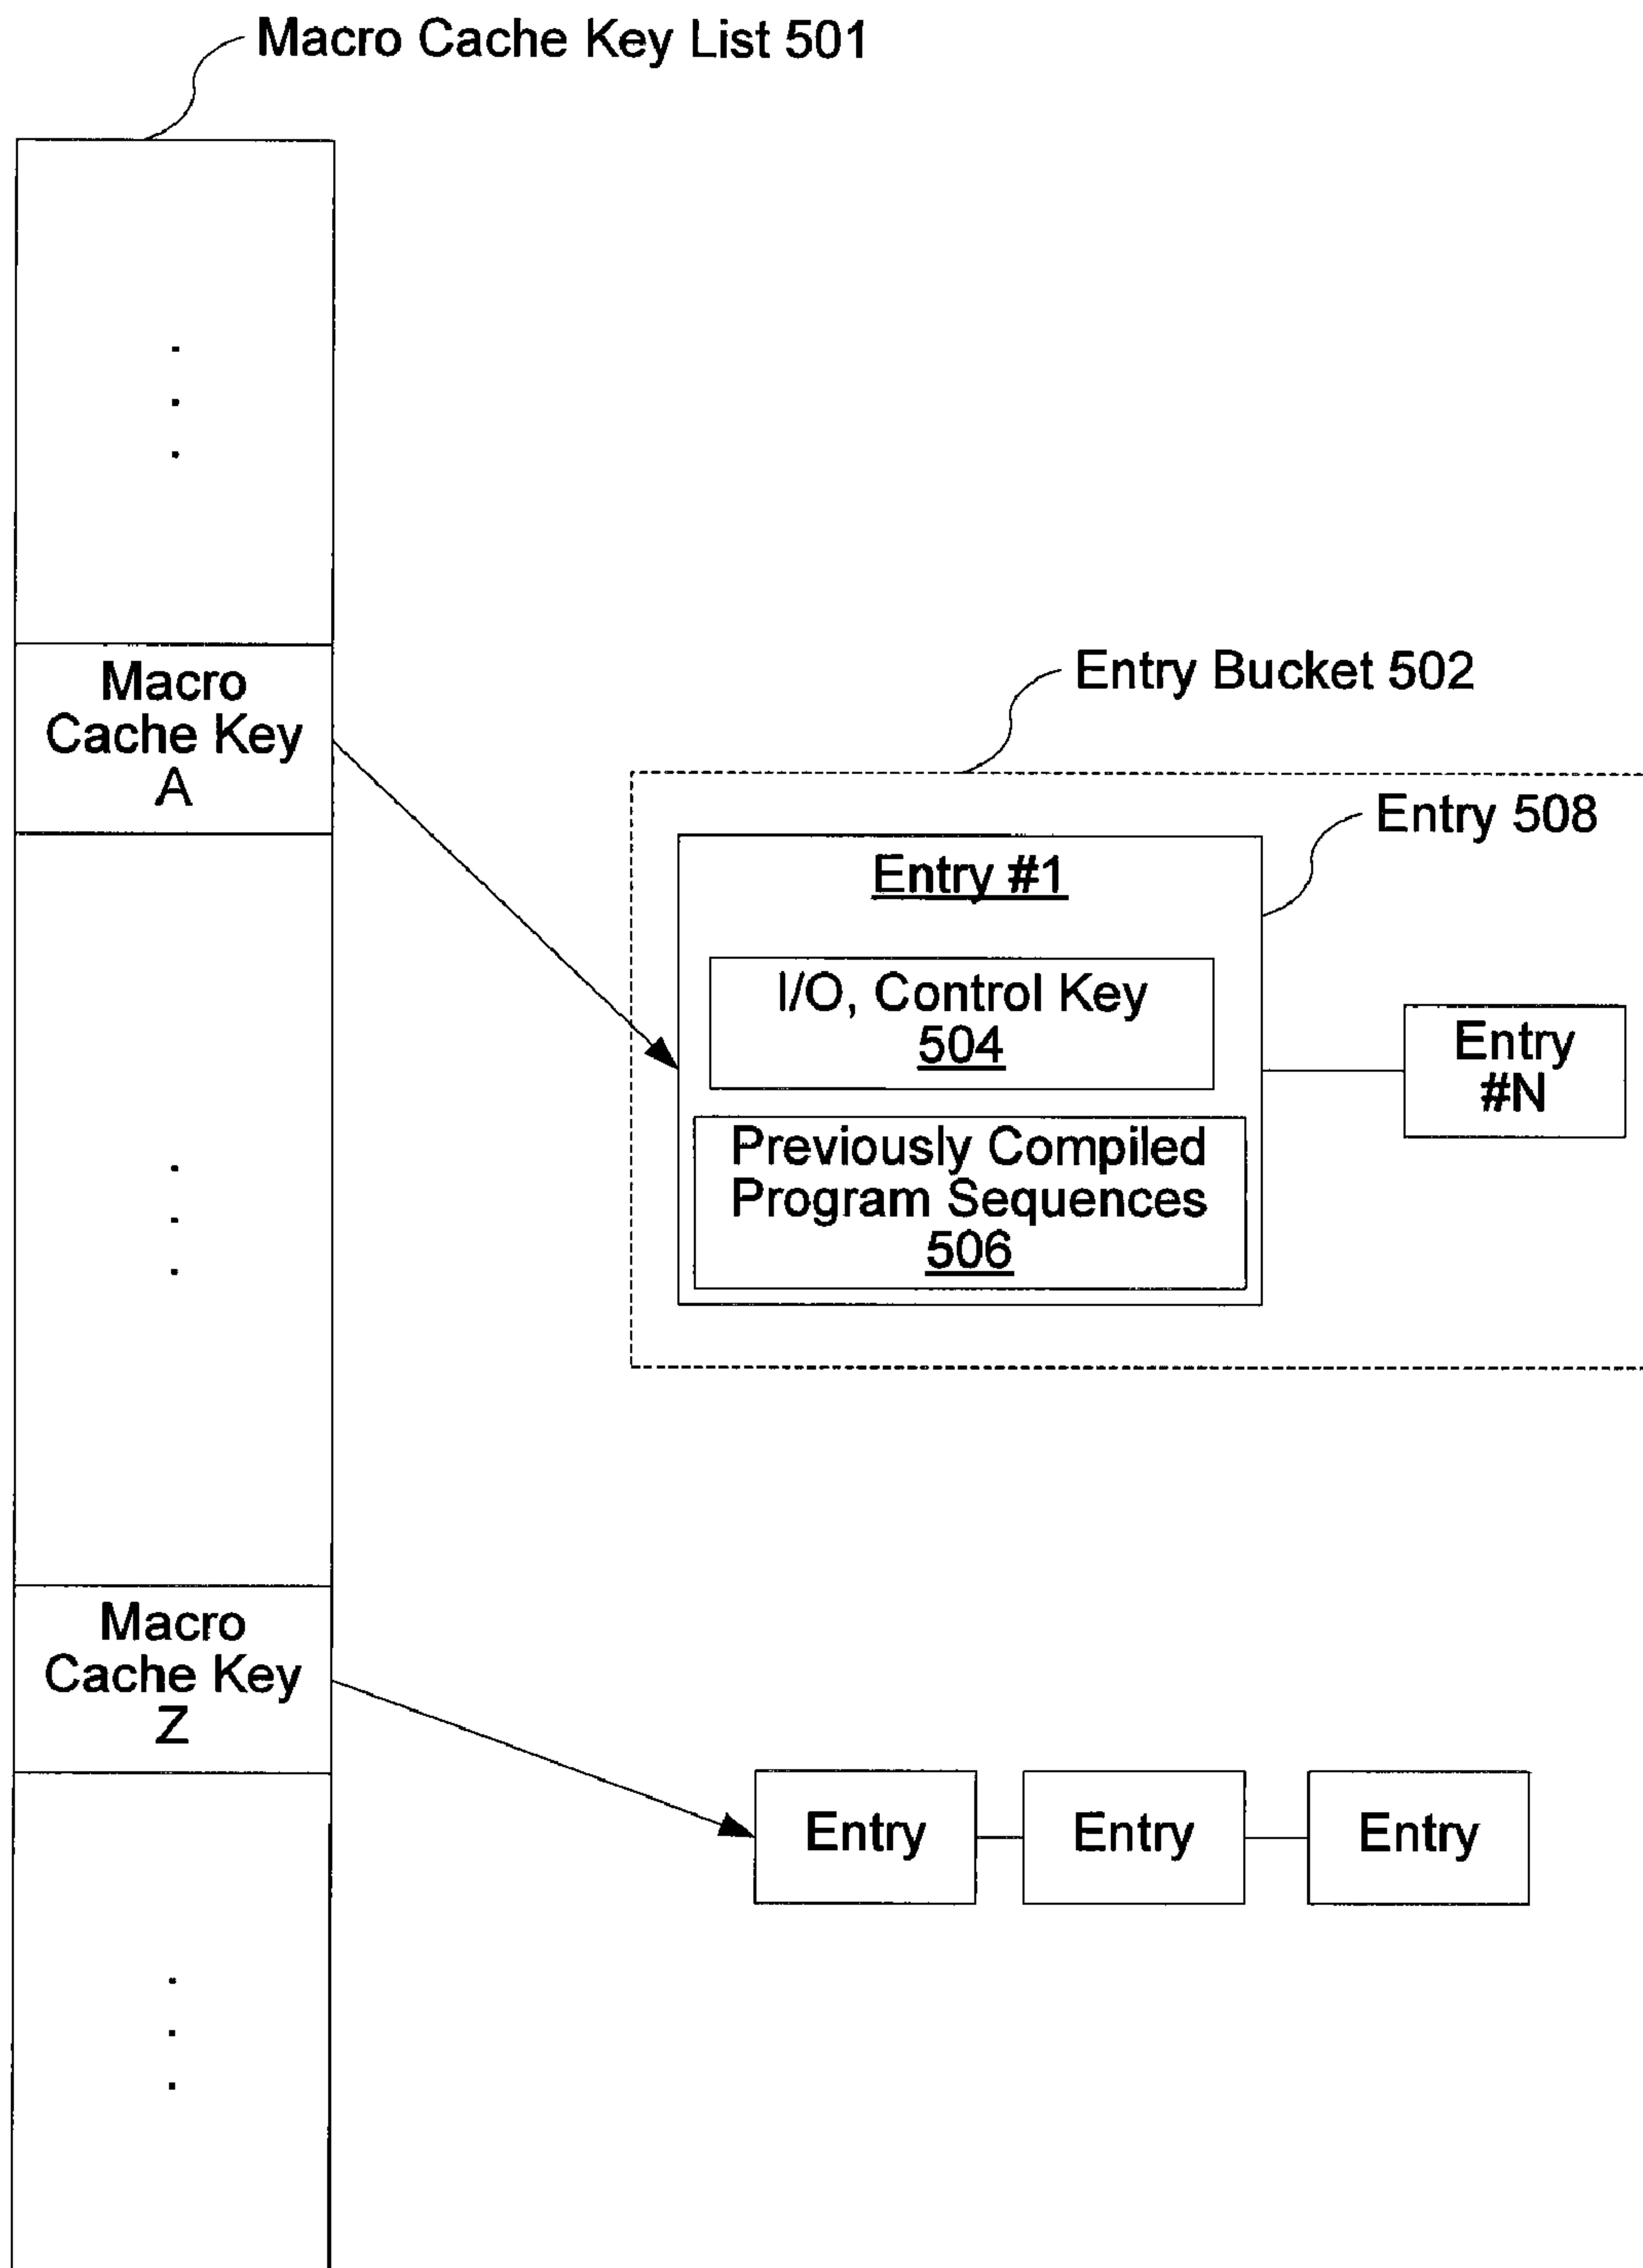 Macro Cache Key List 501
Macro
Cache Key
A
Entry Bucket 502
Entry 508
Entry #1
I/O, Control Key
504
Previously Compiled
Program Sequences
506
Entry
#N
Macro
Cache Key
Z
Entry
Entry
Entry